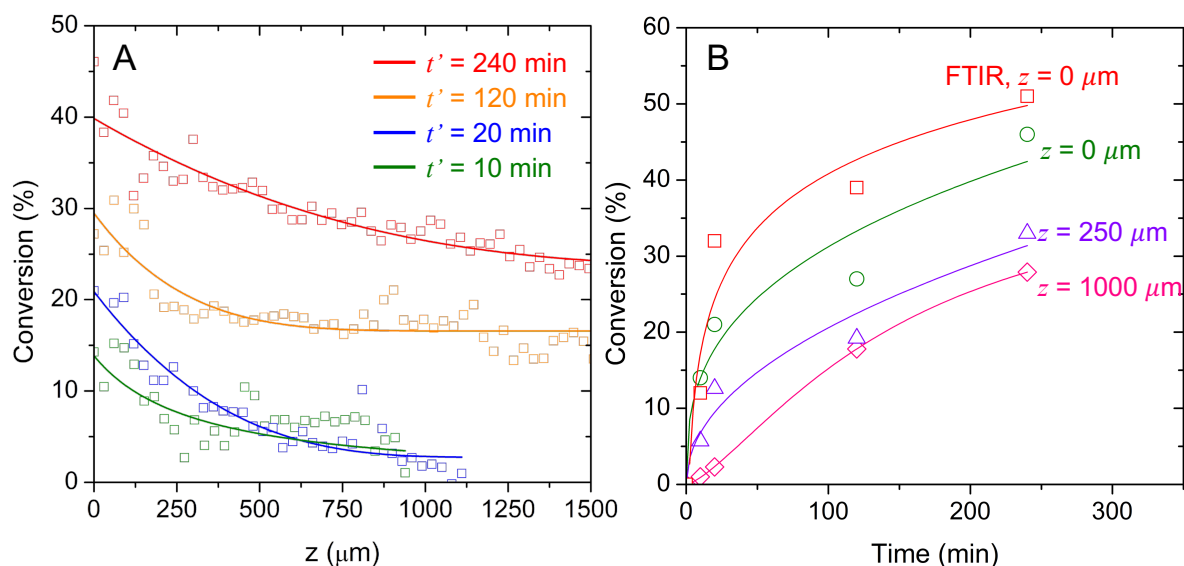 A
t’ = 240 min
t’ = 120 min
t’ = 20 min
t’ = 10 min
50
40
30
20
10
0
Conversion (%)
0 250 500 750 1000 1250 1500
z (μm)
B
FTIR, z = 0 μm
z = 0 μm
z = 250 μm
z = 1000 μm
60
50
40
30
20
10
0
Conversion (%)
0 100 200 300
Time (min)